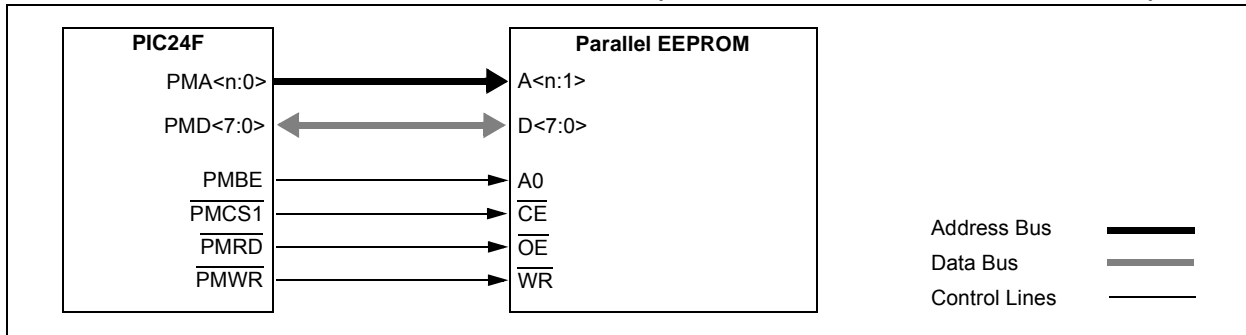 PIC24F
Parallel EEPROM
PMA<n:0>
A<n:1>
PMD<7:0>
D<7:0>
PMBE
A0
PMCS1
CE
PMRD
OE
PMWR
WR
Address Bus
Data Bus
Control Lines